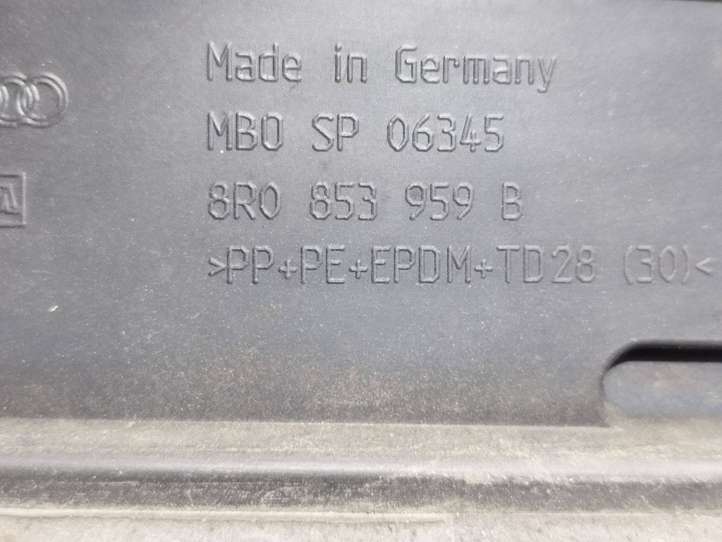 Made in Germany
MBO SP 06345
8R0 853 959 B
>PP+PE+EPDM+TD28 (30)<